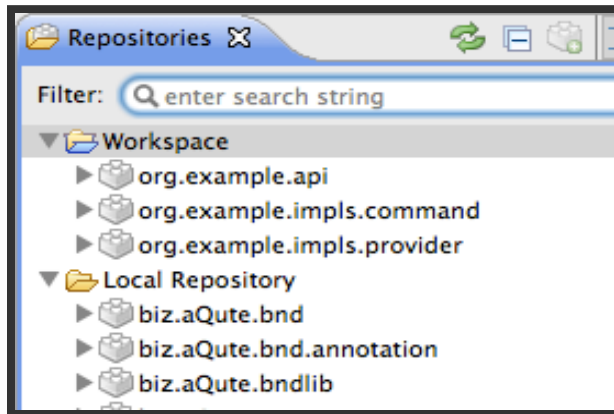 Repositories
Filter: enter search string
Workspace
org.example.api
org.example.impls.command
org.example.impls.provider
Local Repository
biz.aQute.bnd
biz.aQute.bnd.annotation
biz.aQute.bndlib